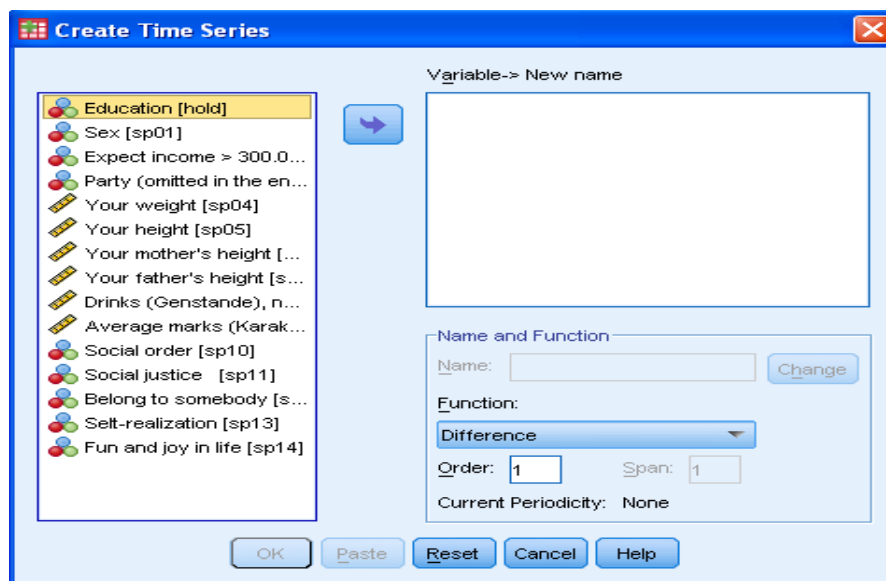 Create Time Series
Education [hold]
Sex [sp01]
Expect income > 300.0...
Party (omitted in the en...
Your weight [sp04]
Your height [sp05]
Your mother's height [...
Your father's height [s...
Drinks (Genstande), n...
Average marks (Karak...
Social order [sp10]
Social justice [sp11]
Belong to somebody [s...
Self-realization [sp13]
Fun and joy in life [sp14]
Variable-> New name
Name and Function
Name:
Change
Function:
Difference
Order: 1 Span: 1
Current Periodicity: None
OK Paste Reset Cancel Help